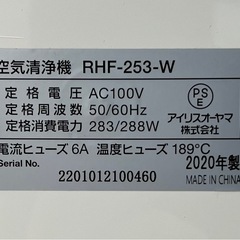 空気清浄機 RHF-253-W
定格電圧 AC100V
定格周波数 50/60Hz
定格消費電力 283/288W
PS
E
アイリスオーヤマ
株式会社
電流ヒューズ 6A 温度ヒューズ 189℃
Serial No. 2020年製
2201012100460 MADE IN CHINA